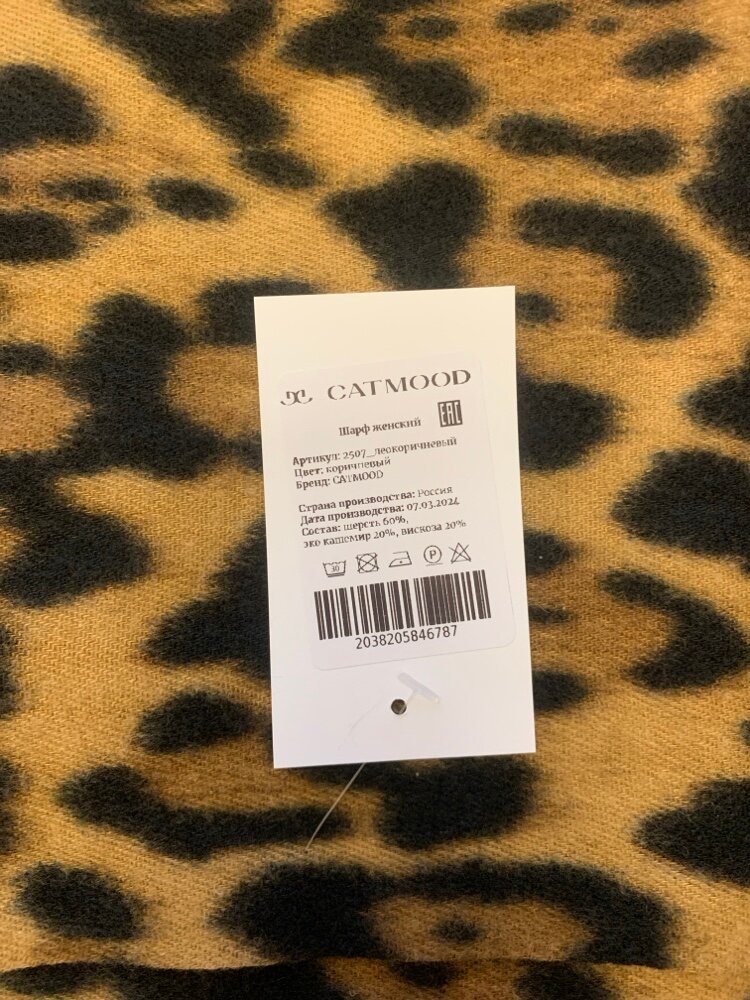 CATMOOD
Шарф женский
EAC
Артикул: 2507_леокоричневый
Цвет: коричневый
Бренд: CATMOOD
Страна производства: Россия
Дата производства: 07.03.2024
Состав: шерсть 60%,
эко кашемир 20%, вискоза 20%
30
P
2038205846787